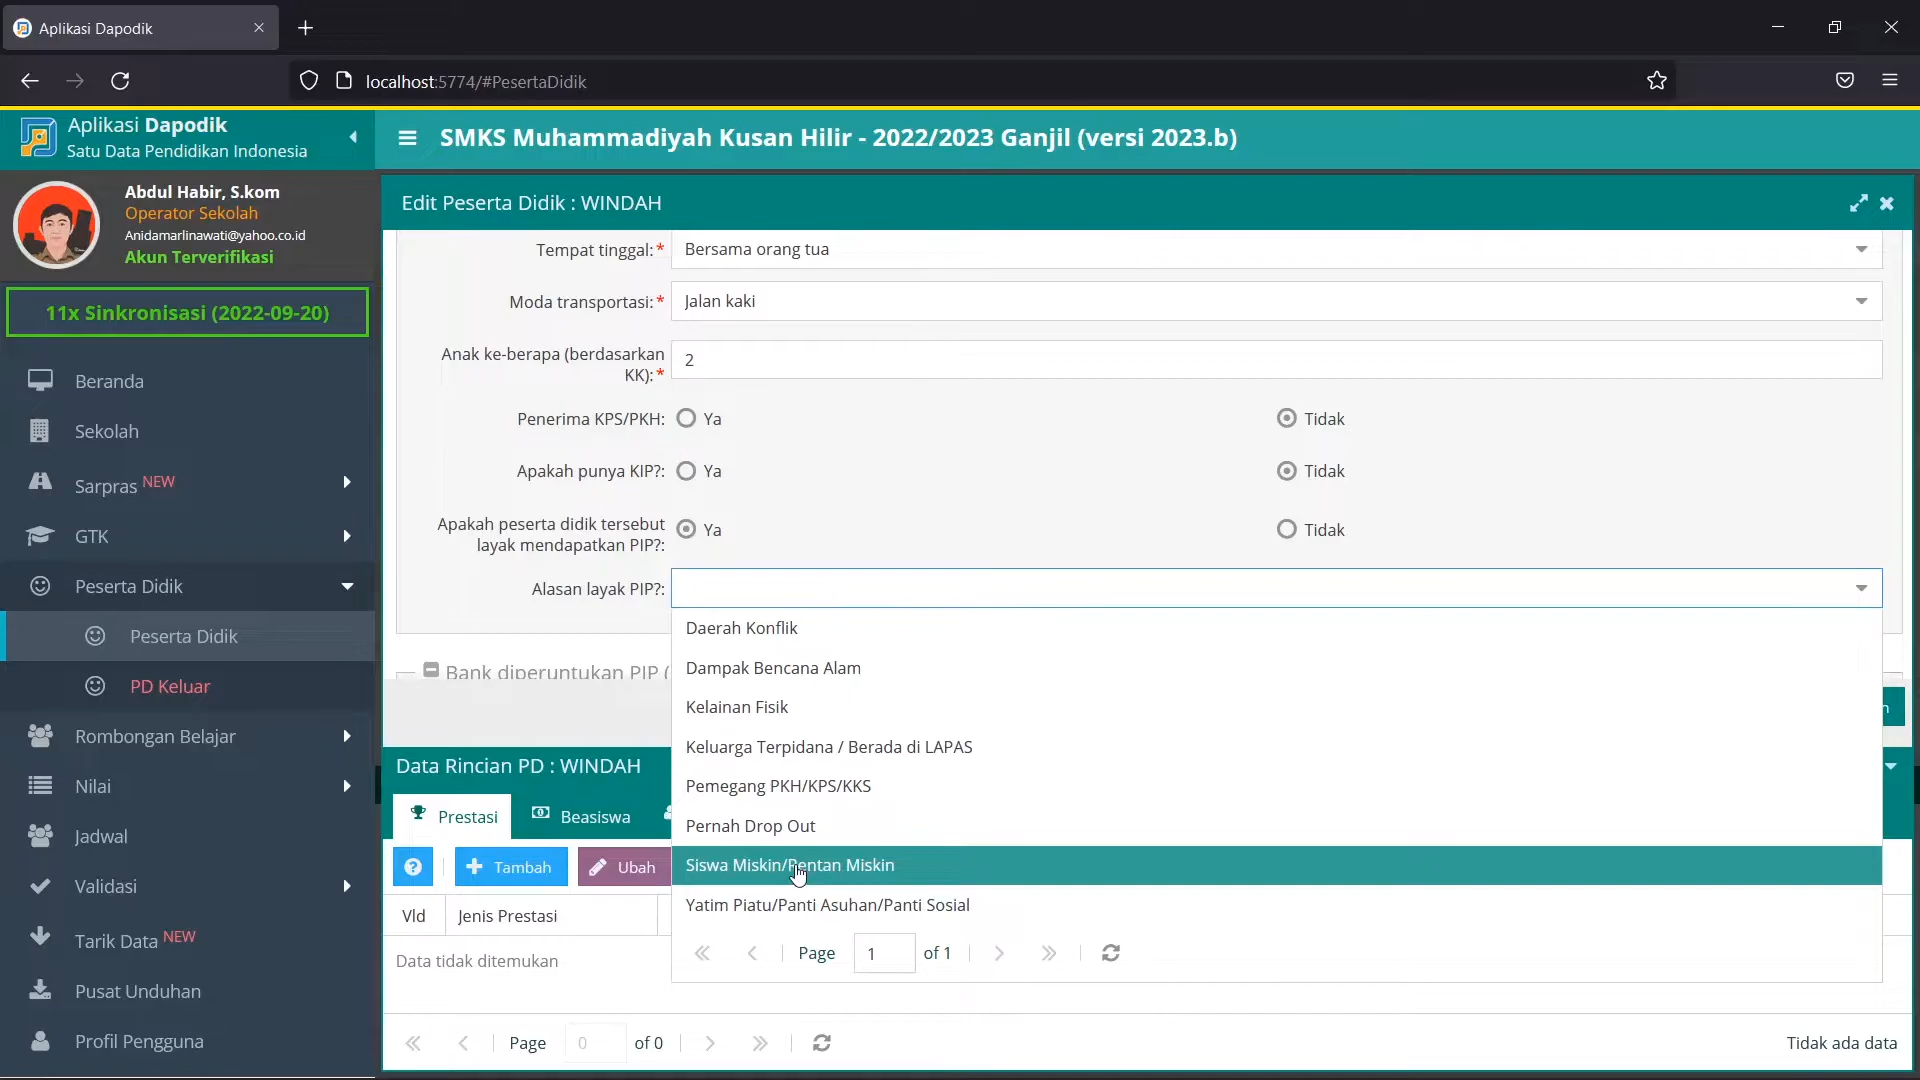 Aplikasi Dapodik
localhost:5774/#PesertaDidik
Aplikasi Dapodik
Satu Data Pendidikan Indonesia
SMKS Muhammadiyah Kusan Hilir - 2022/2023 Ganjil (versi 2023.b)
Abdul Habir, S.kom
Operator Sekolah
Anidamarlinawati@yahoo.co.id
Akun Terverifikasi
11x Sinkronisasi (2022-09-20)
Beranda
Sekolah
Sarpras NEW
GTK
Peserta Didik
Peserta Didik
PD Keluar
Rombongan Belajar
Nilai
Jadwal
Validasi
Tarik Data NEW
Pusat Unduhan
Profil Pengguna
Edit Peserta Didik : WINDAH
Tempat tinggal:* Bersama orang tua
Moda transportasi:* Jalan kaki
Anak ke-berapa (berdasarkan
KK):* 2
Penerima KPS/PKH: Ya Tidak
Apakah punya KIP?: Ya Tidak
Apakah peserta didik tersebut
layak mendapatkan PIP?: Ya Tidak
Alasan layak PIP?:
Daerah Konflik
Dampak Bencana Alam
Kelainan Fisik
Keluarga Terpidana / Berada di LAPAS
Pemegang PKH/KPS/KKS
Pernah Drop Out
Siswa Miskin/Rentan Miskin
Yatim Piatu/Panti Asuhan/Panti Sosial
Page 1 of 1
Bank diperuntukan PIP (
Data Rincian PD : WINDAH
Prestasi Beasiswa
Tambah Ubah
Vld Jenis Prestasi
Data tidak ditemukan
Page 0 of 0
Tidak ada data